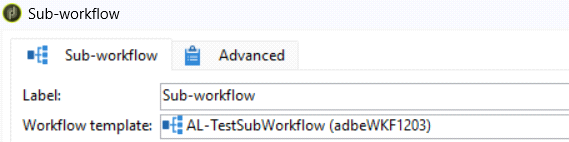 Sub-workflow
Sub-workflow Advanced
Label: Sub-workflow
Workflow template: AL-TestSubWorkflow (adbeWKF1203)